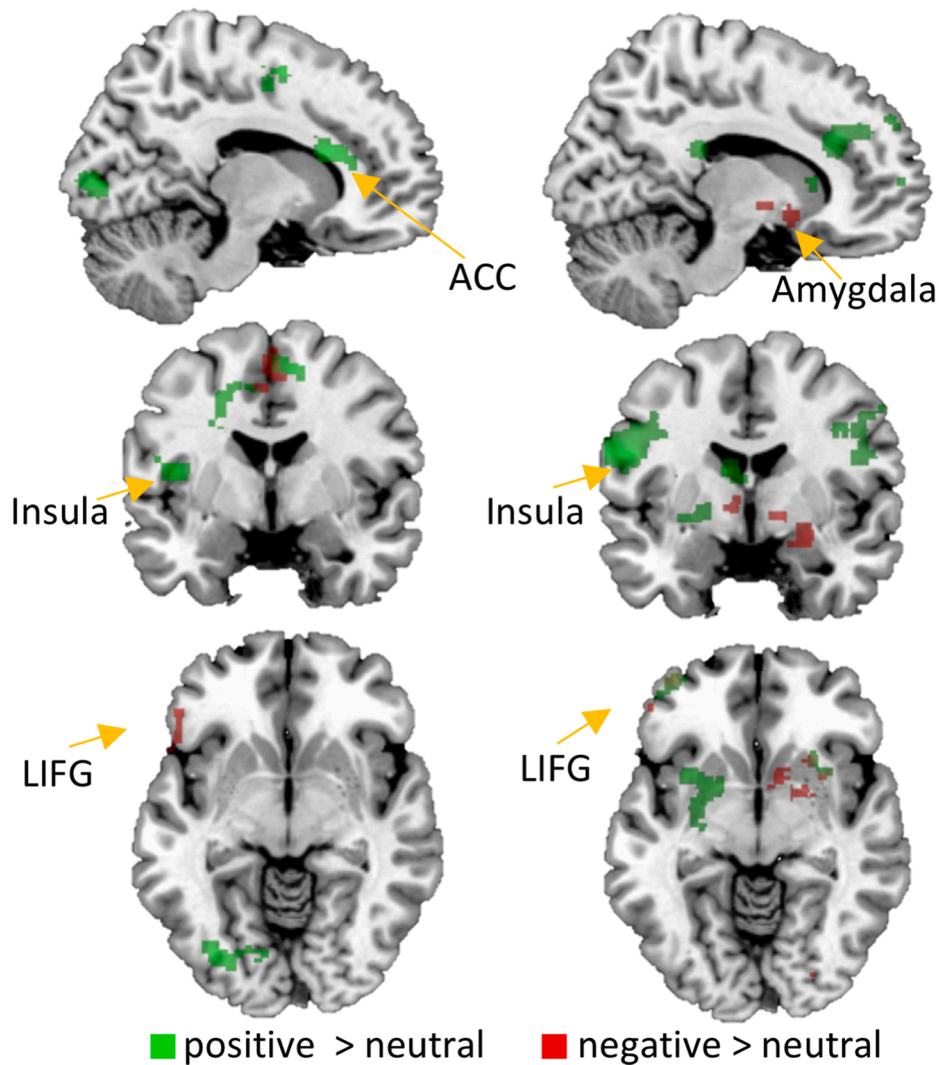 ACC
Amygdala
Insula
Insula
LIFG
LIFG
positive > neutral
negative > neutral